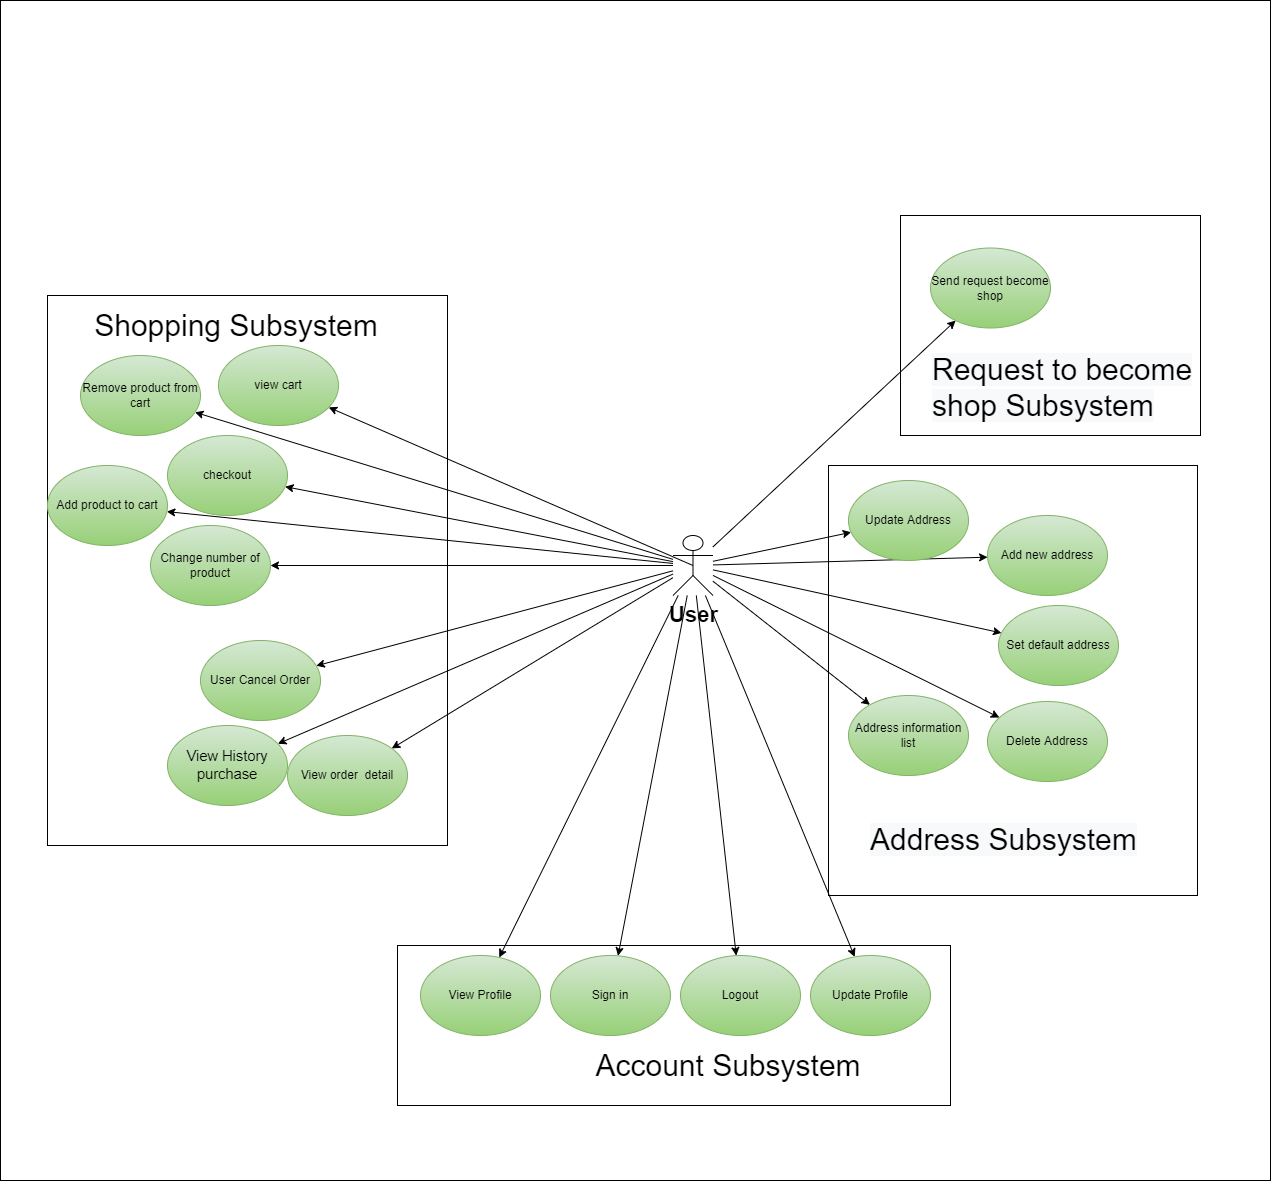 Send request become
shop
Request to become
shop Subsystem
Shopping Subsystem
Remove product from
cart
view cart
checkout
Add product to cart
Change number of
product
User Cancel Order
View History
purchase
View order  detail
User
Update Address
Add new address
Set default address
Address information
list
Delete Address
Address Subsystem
View Profile
Sign in
Logout
Update Profile
Account Subsystem